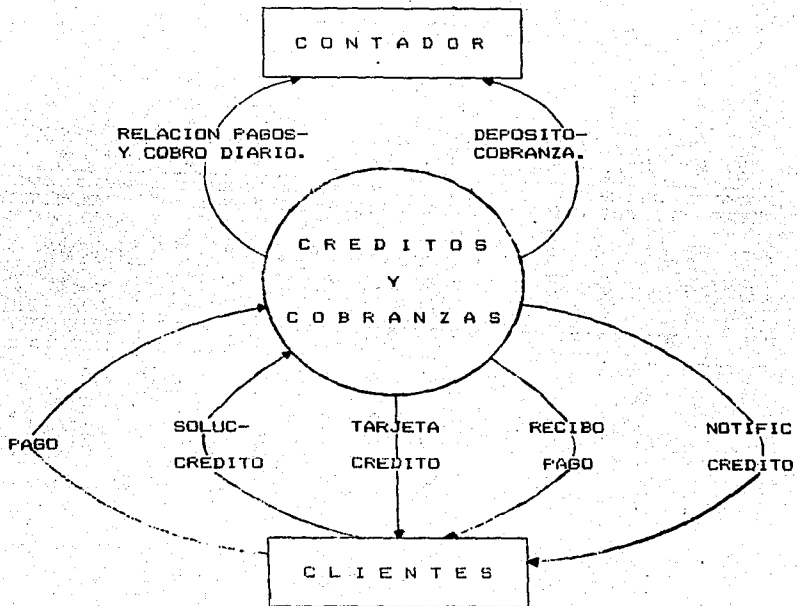 CONTADOR
RELACION PAGOS-
Y COBRO DIARIO.
DEPOSITO-
COBRANZA.
CREDITOS
Y
COBRANZAS
PAGO
SOLUC-
CREDITO
TARJETA
CREDITO
RECIBO
PAGO
NOTIFIC
CREDITO
CLIENTES